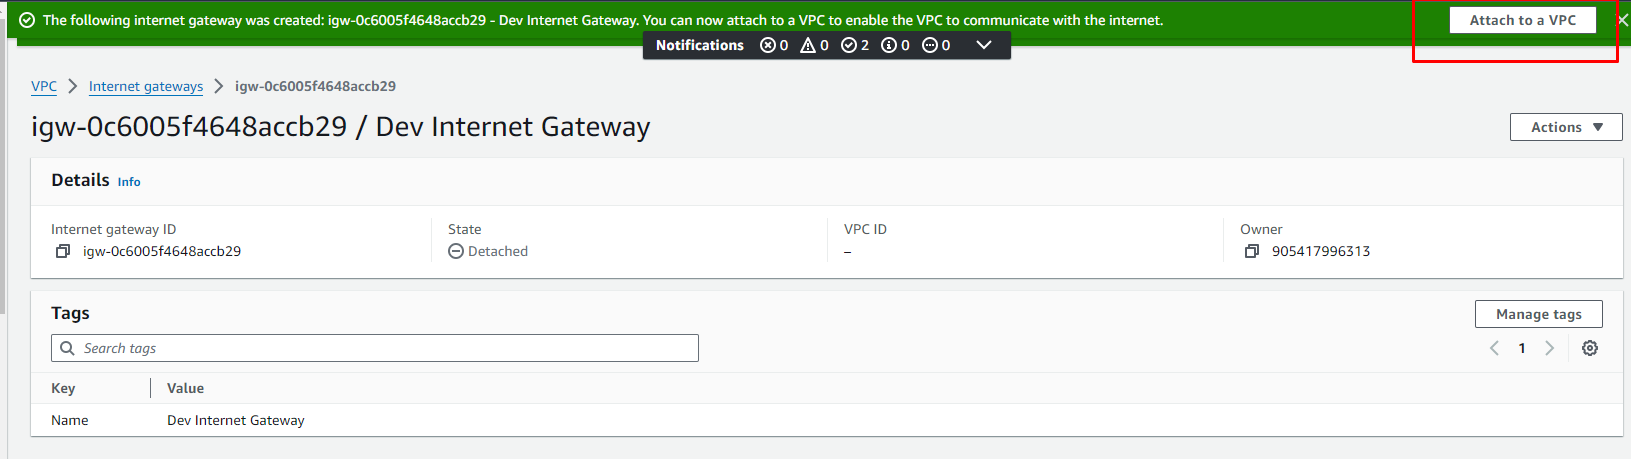 The following internet gateway was created: igw-0c6005f4648accb29 - Dev Internet Gateway. You can now attach to a VPC to enable the VPC to communicate with the internet.
Attach to a VPC
Notifications 0 0 2 0 0
VPC Internet gateways igw-0c6005f4648accb29
igw-0c6005f4648accb29 / Dev Internet Gateway
Actions
Details Info
Internet gateway ID State VPC ID Owner
igw-0c6005f4648accb29 Detached – 905417996313
Tags
Manage tags
Search tags
1
Key Value
Name Dev Internet Gateway